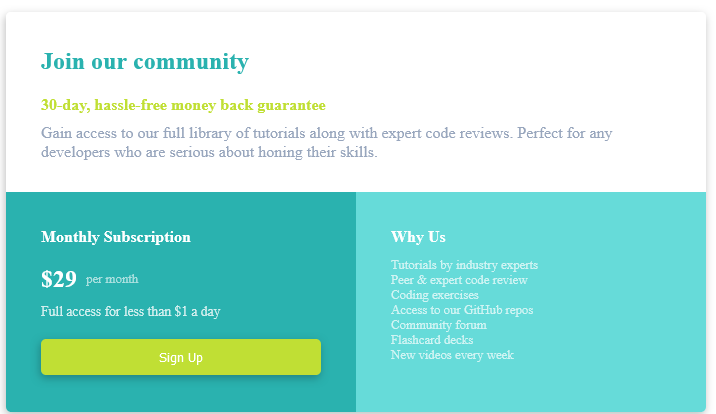 Join our community
30-day, hassle-free money back guarantee
Gain access to our full library of tutorials along with expert code reviews. Perfect for any
developers who are serious about honing their skills.
Monthly Subscription
$29 per month
Full access for less than $1 a day
Sign Up
Why Us
Tutorials by industry experts
Peer & expert code review
Coding exercises
Access to our GitHub repos
Community forum
Flashcard decks
New videos every week